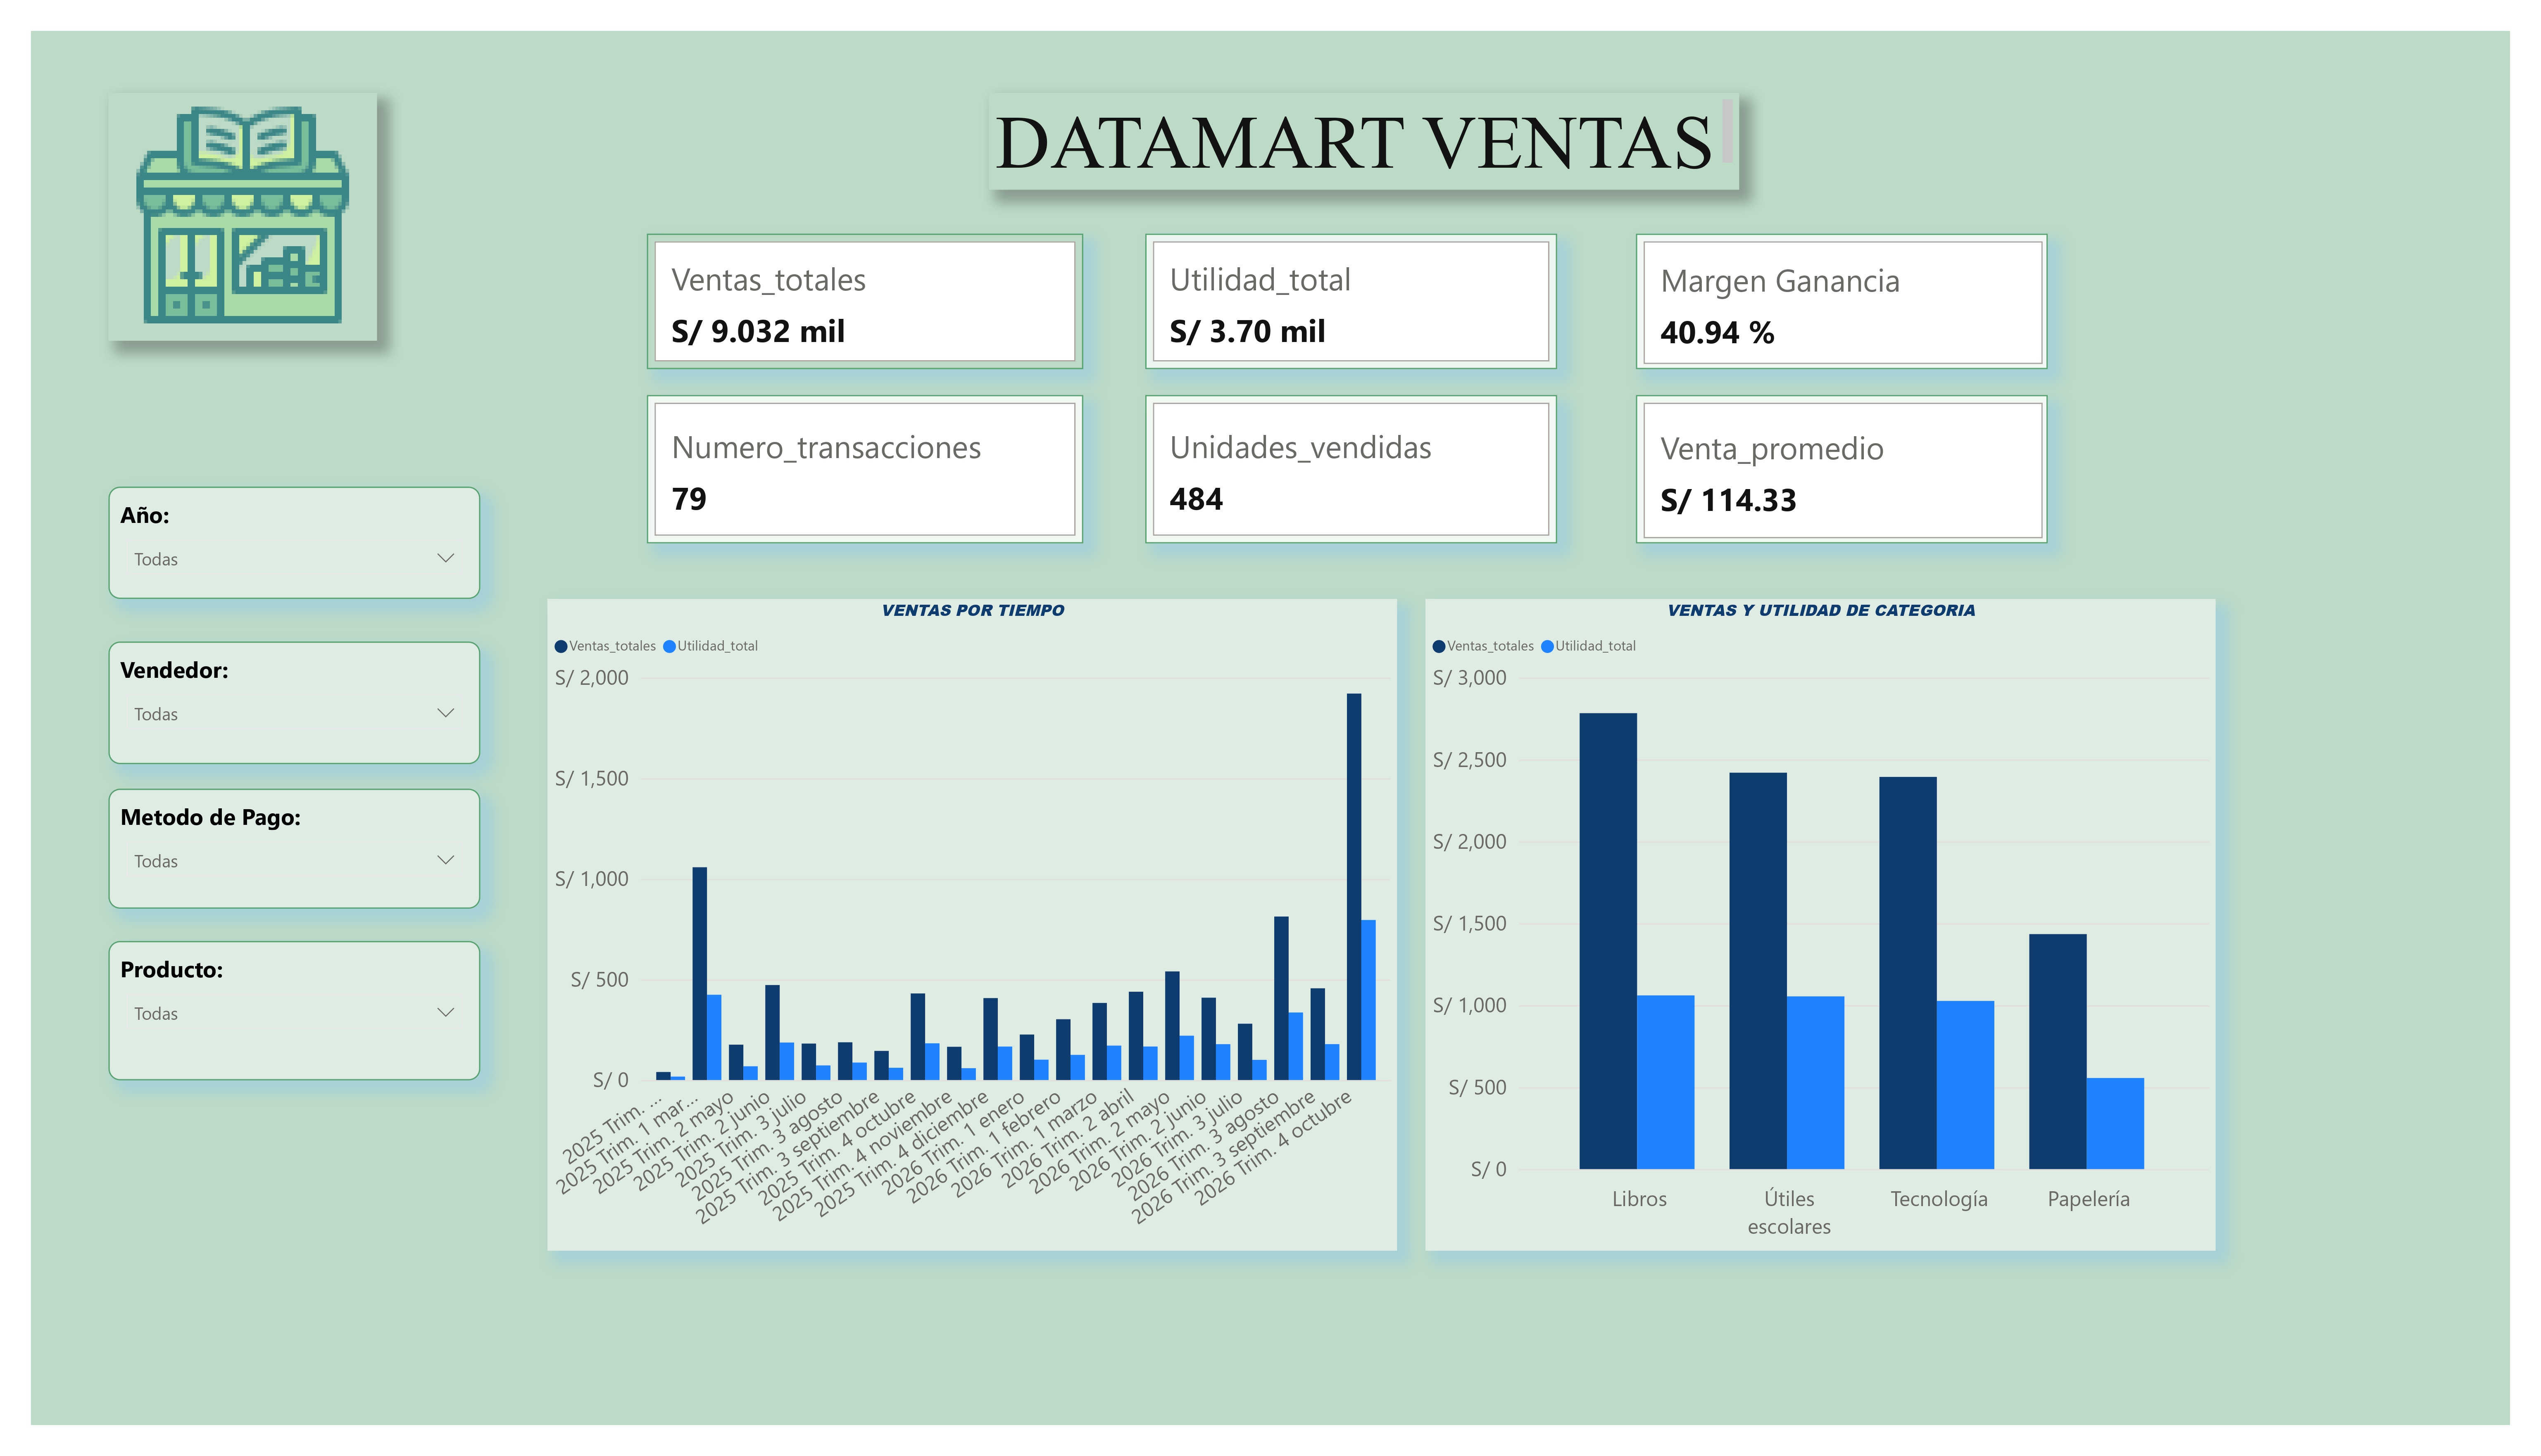 DATAMART VENTAS
Ventas_totales
S/ 9.032 mil
Utilidad_total
S/ 3.70 mil
Margen Ganancia
40.94 %
Numero_transacciones
79
Unidades_vendidas
484
Venta_promedio
S/ 114.33
Año:
Todas
Vendedor:
Todas
Metodo de Pago:
Todas
Producto:
Todas
VENTAS POR TIEMPO
Ventas_totales Utilidad_total
S/ 2,000
S/ 1,500
S/ 1,000
S/ 500
S/ 0
2025 Trim. ...
2025 Trim. 1 mar...
2025 Trim. 2 mayo
2025 Trim. 2 junio
2025 Trim. 3 julio
2025 Trim. 3 agosto
2025 Trim. 3 septiembre
2025 Trim. 4 octubre
2025 Trim. 4 noviembre
2025 Trim. 4 diciembre
2026 Trim. 1 enero
2026 Trim. 1 febrero
2026 Trim. 1 marzo
2026 Trim. 2 abril
2026 Trim. 2 mayo
2026 Trim. 2 junio
2026 Trim. 3 julio
2026 Trim. 3 agosto
2026 Trim. 3 septiembre
2026 Trim. 4 octubre
VENTAS Y UTILIDAD DE CATEGORIA
Ventas_totales Utilidad_total
S/ 3,000
S/ 2,500
S/ 2,000
S/ 1,500
S/ 1,000
S/ 500
S/ 0
Libros
Útiles
escolares
Tecnología
Papelería